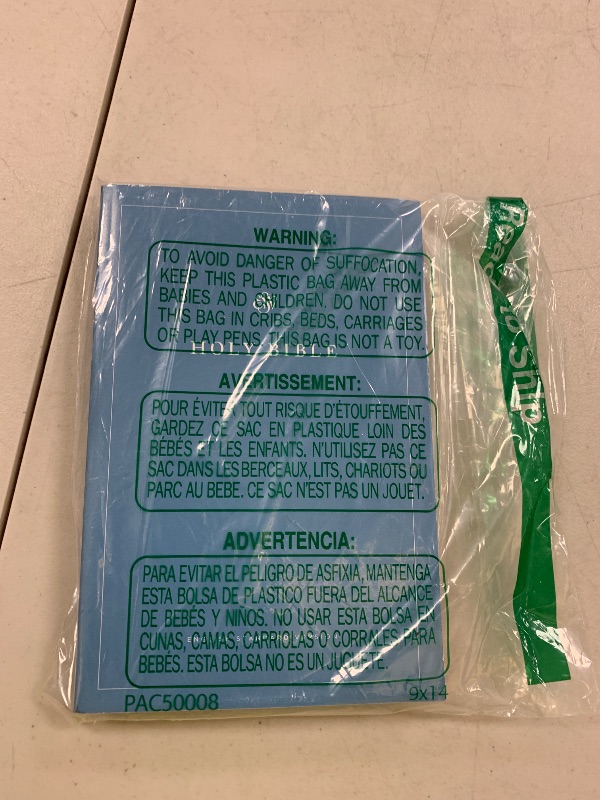 WARNING:
TO AVOID DANGER OF SUFFOCATION,
KEEP THIS PLASTIC BAG AWAY FROM
BABIES AND CHILDREN. DO NOT USE
THIS BAG IN CRIBS, BEDS, CARRIAGES
OR PLAY PENS. THIS BAG IS NOT A TOY.
HOLY BIBLE
AVERTISSEMENT:
POUR ÉVITER TOUT RISQUE D'ÉTOUFFEMENT,
GARDEZ CE SAC EN PLASTIQUE LOIN DES
BÉBÉS ET LES ENFANTS. N'UTILISEZ PAS CE
SAC DANS LES BERCEAUX, LITS, CHARIOTS OU
PARC AU BEBE. CE SAC N'EST PAS UN JOUET.
ADVERTENCIA:
PARA EVITAR EL PELIGRO DE ASFIXIA, MANTENGA
ESTA BOLSA DE PLASTICO FUERA DEL ALCANCE
DE BEBÉS Y NINOS. NO USAR ESTA BOLSA EN
CUNAS, CAMAS, CARRIOLAS O CORRALES PARA
BEBÉS. ESTA BOLSA NO ES UN JUGUETE.
PAC50008 9x14
Ready to Ship